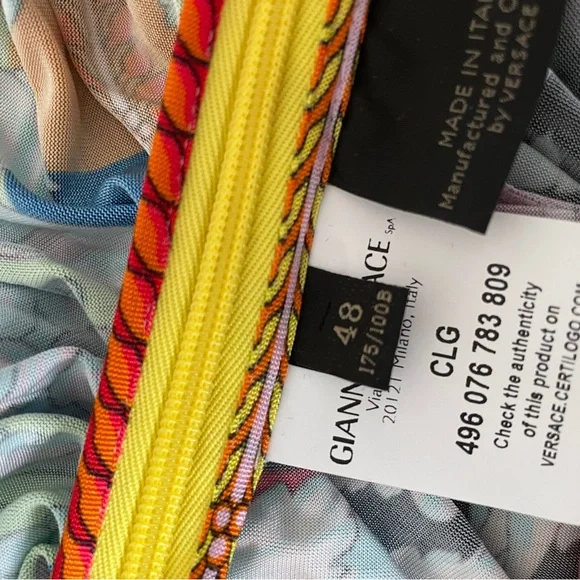 MADE IN ITA
Manufactured and
by VERSACE
GIANN ACE SpA
Via Milano, Italy
20121
48
175/100B
CLG
496 076 783 809
Check the authenticity
of this product on
VERSACE.CERTILOGO.COM